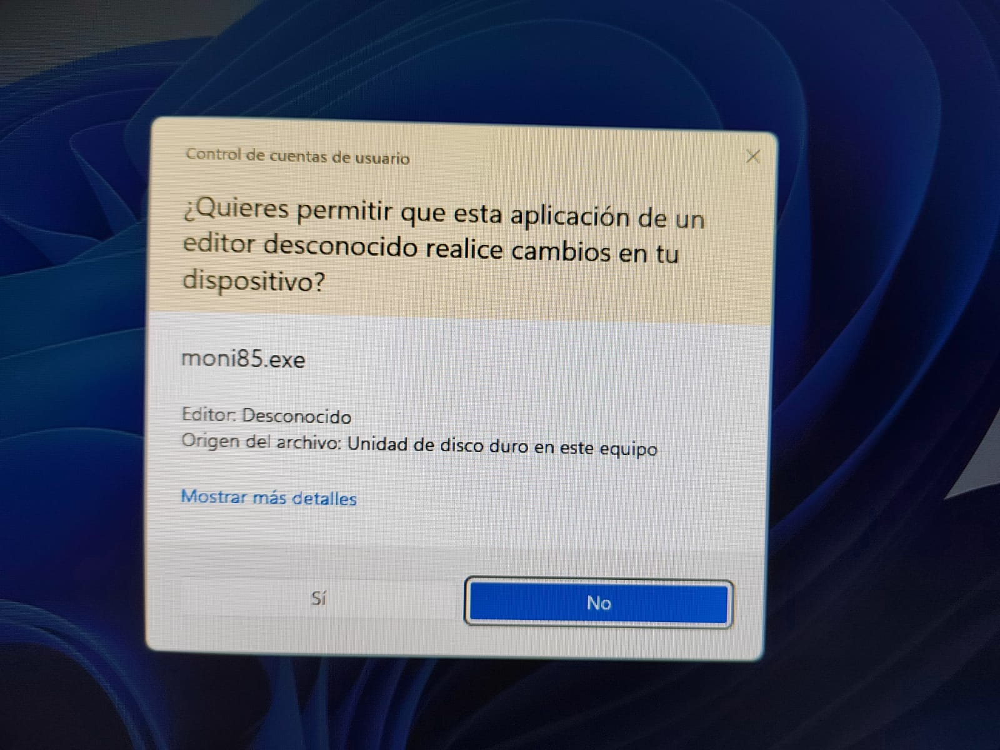 Control de cuentas de usuario
¿Quieres permitir que esta aplicación de un
editor desconocido realice cambios en tu
dispositivo?
moni85.exe
Editor: Desconocido
Origen del archivo: Unidad de disco duro en este equipo
Mostrar más detalles
Sí
No